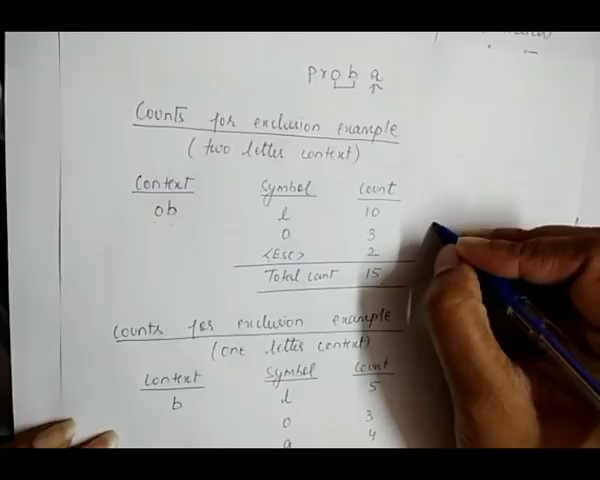 prob a
Counts for exclusion example
(two letter context)
Context Symbol Count
ob l 10
o 3
<Esc> 2
Total count 15
Counts for exclusion example
(one letter context)
Context Symbol Count
b l 5
o 3
a 4